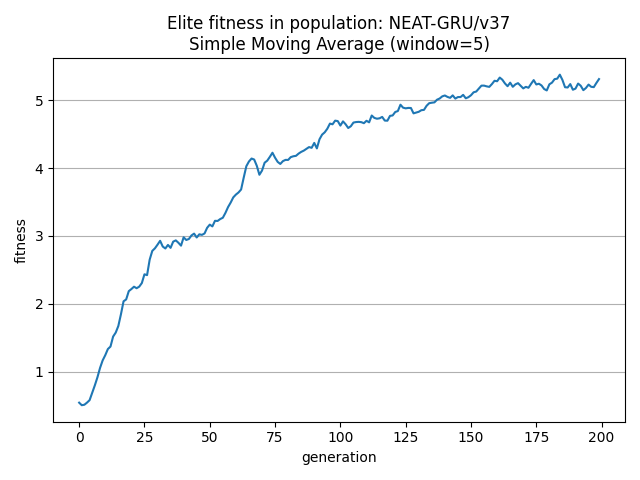 Elite fitness in population: NEAT-GRU/v37
Simple Moving Average (window=5)
fitness
5
4
3
2
1
0 25 50 75 100 125 150 175 200
generation